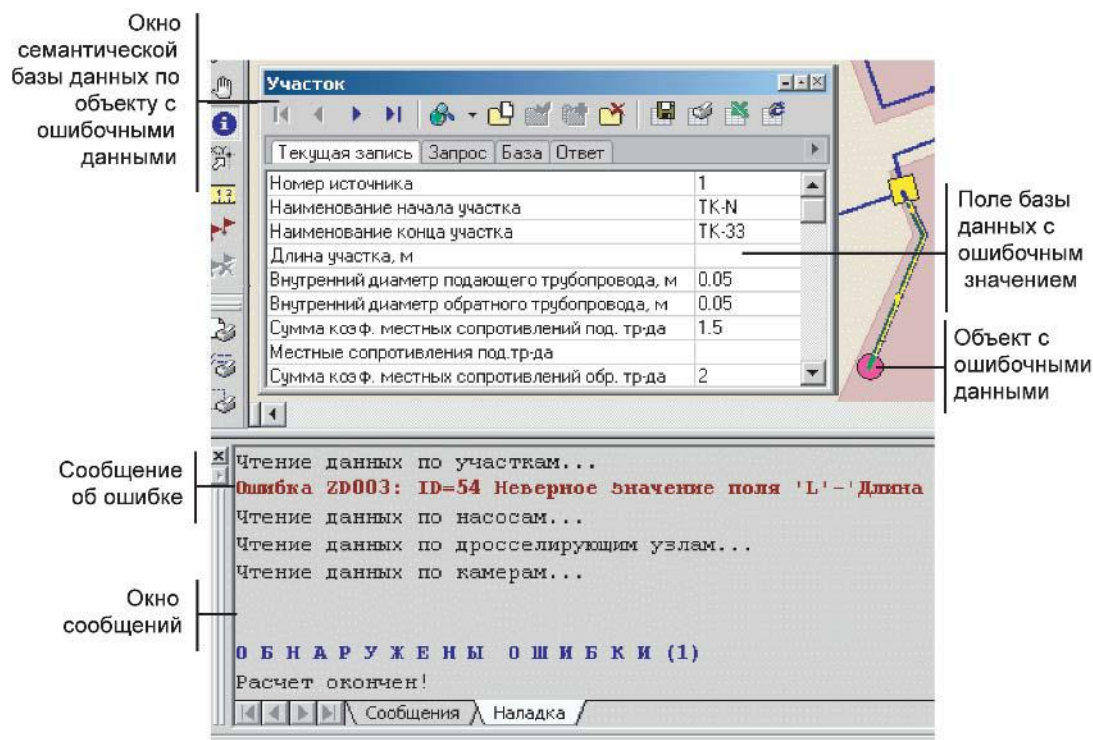 Окно
семантической
базы данных по
объекту с
ошибочными
данными
Участок
Текущая запись Запрос База Ответ
Номер источника 1
Наименование начала участка ТК-N
Наименование конца участка ТК-33
Длина участка, м
Внутренний диаметр подающего трубопровода, м 0.05
Внутренний диаметр обратного трубопровода, м 0.05
Сумма коэф. местных сопротивлений под. тр-да 1.5
Местные сопротивления под.тр-да
Сумма коэф. местных сопротивлений обр. тр-да 2
Поле базы
данных с
ошибочным
значением
Объект с
ошибочными
данными
Сообщение
об ошибке
Окно
сообщений
Чтение данных по участкам...
Ошибка ZD003: ID=54 Неверное значение поля 'L'-'Длина
Чтение данных по насосам...
Чтение данных по дросселирующим узлам...
Чтение данных по камерам...
О Б Н А Р У Ж Е Н Ы О Ш И Б К И (1)
Расчет окончен!
Сообщения Наладка